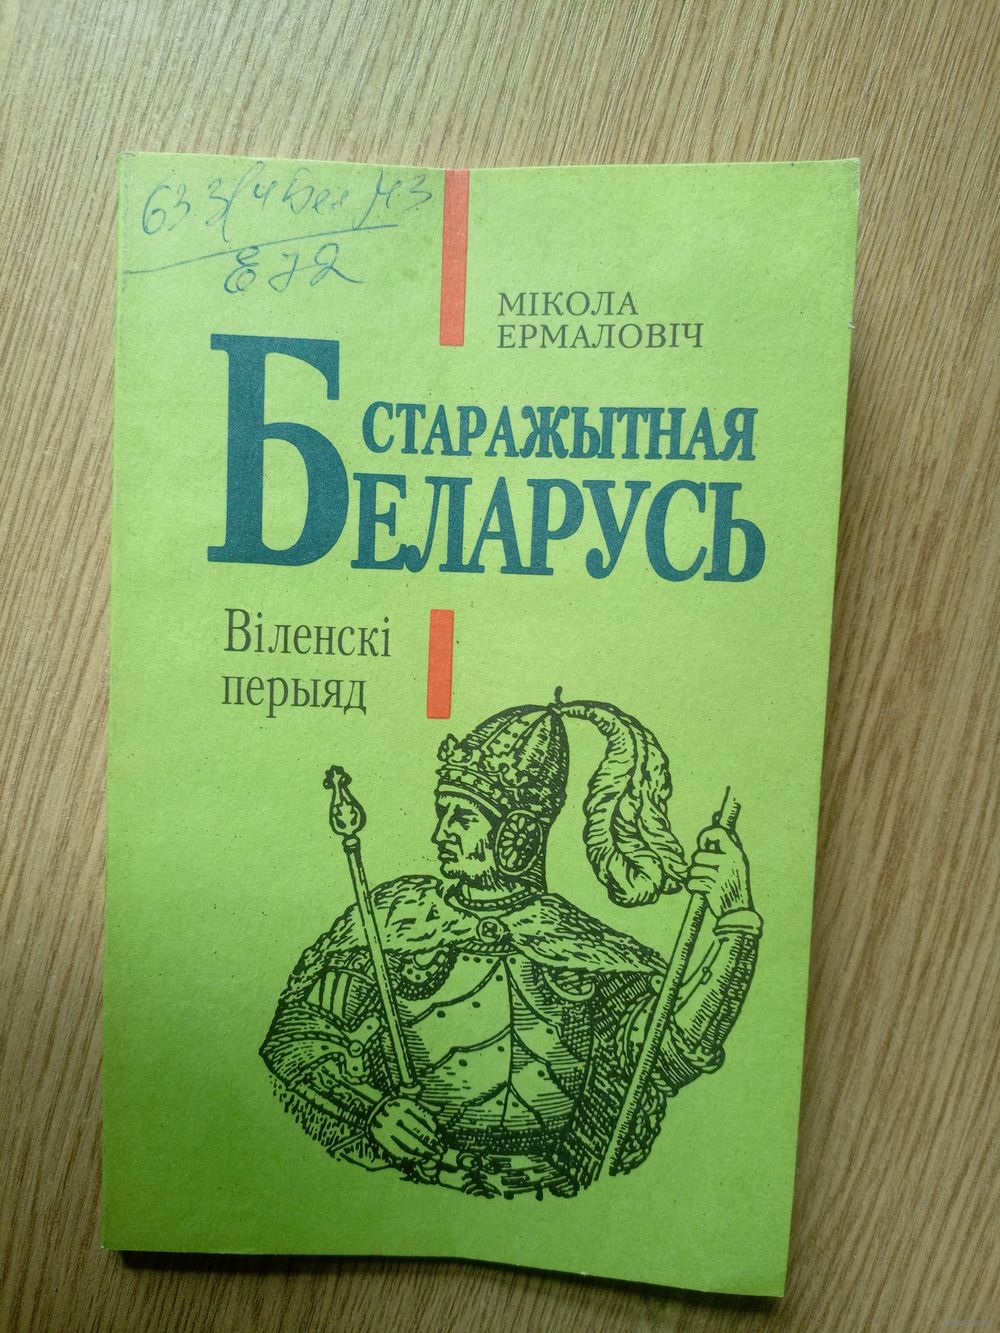 63.3(4Бел)43
Е72
МІКОЛА
ЕРМАЛОВІЧ
СТАРАЖЫТНАЯ
БЕЛАРУСЬ
Віленскі
перыяд